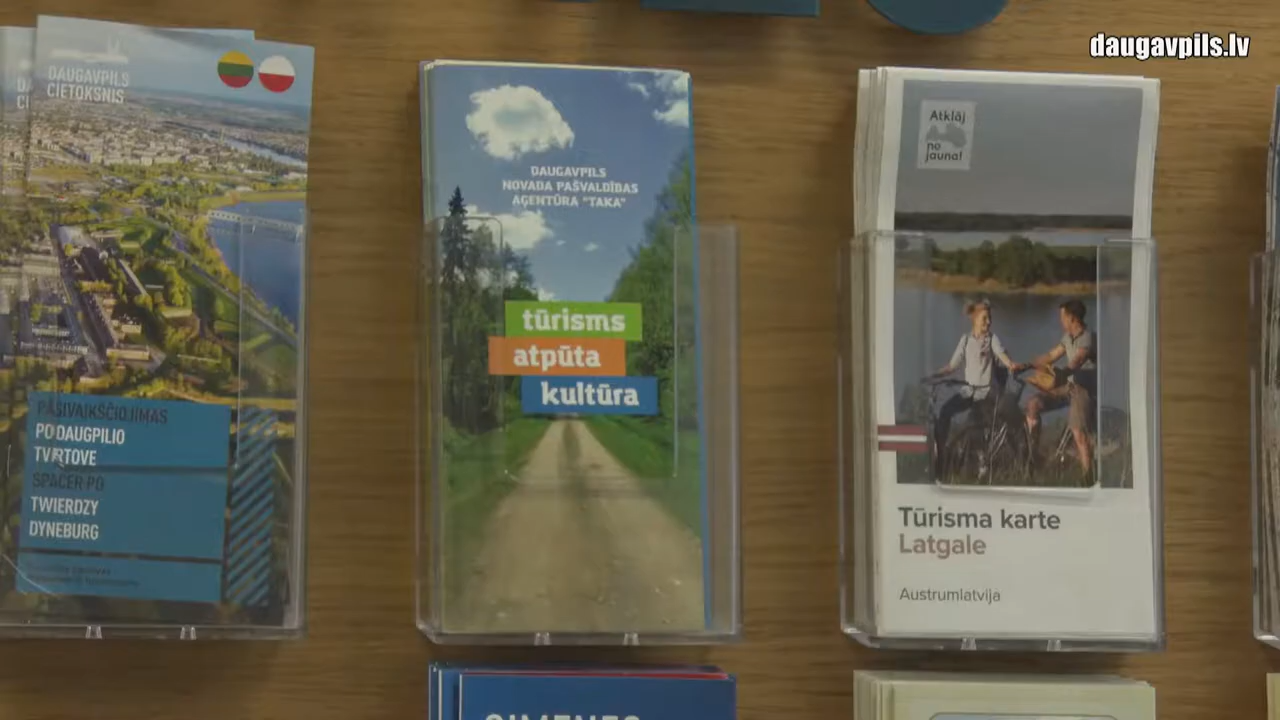 daugavpils.lv
DAUGAVPILS
CIETOKSNIS
PASIVAIKŠČIOJIMAS
PO DAUGPILIO
TVIRTOVĘ
SPACER PO
TWIERDZY
DYNEBURG
DAUGAVPILS
NOVADA PAŠVALDĪBAS
AĢENTŪRA "TAKA"
tūrisms
atpūta
kultūra
Atklāj
no
jauna!
Tūrisma karte
Latgale
Austrumlatvija